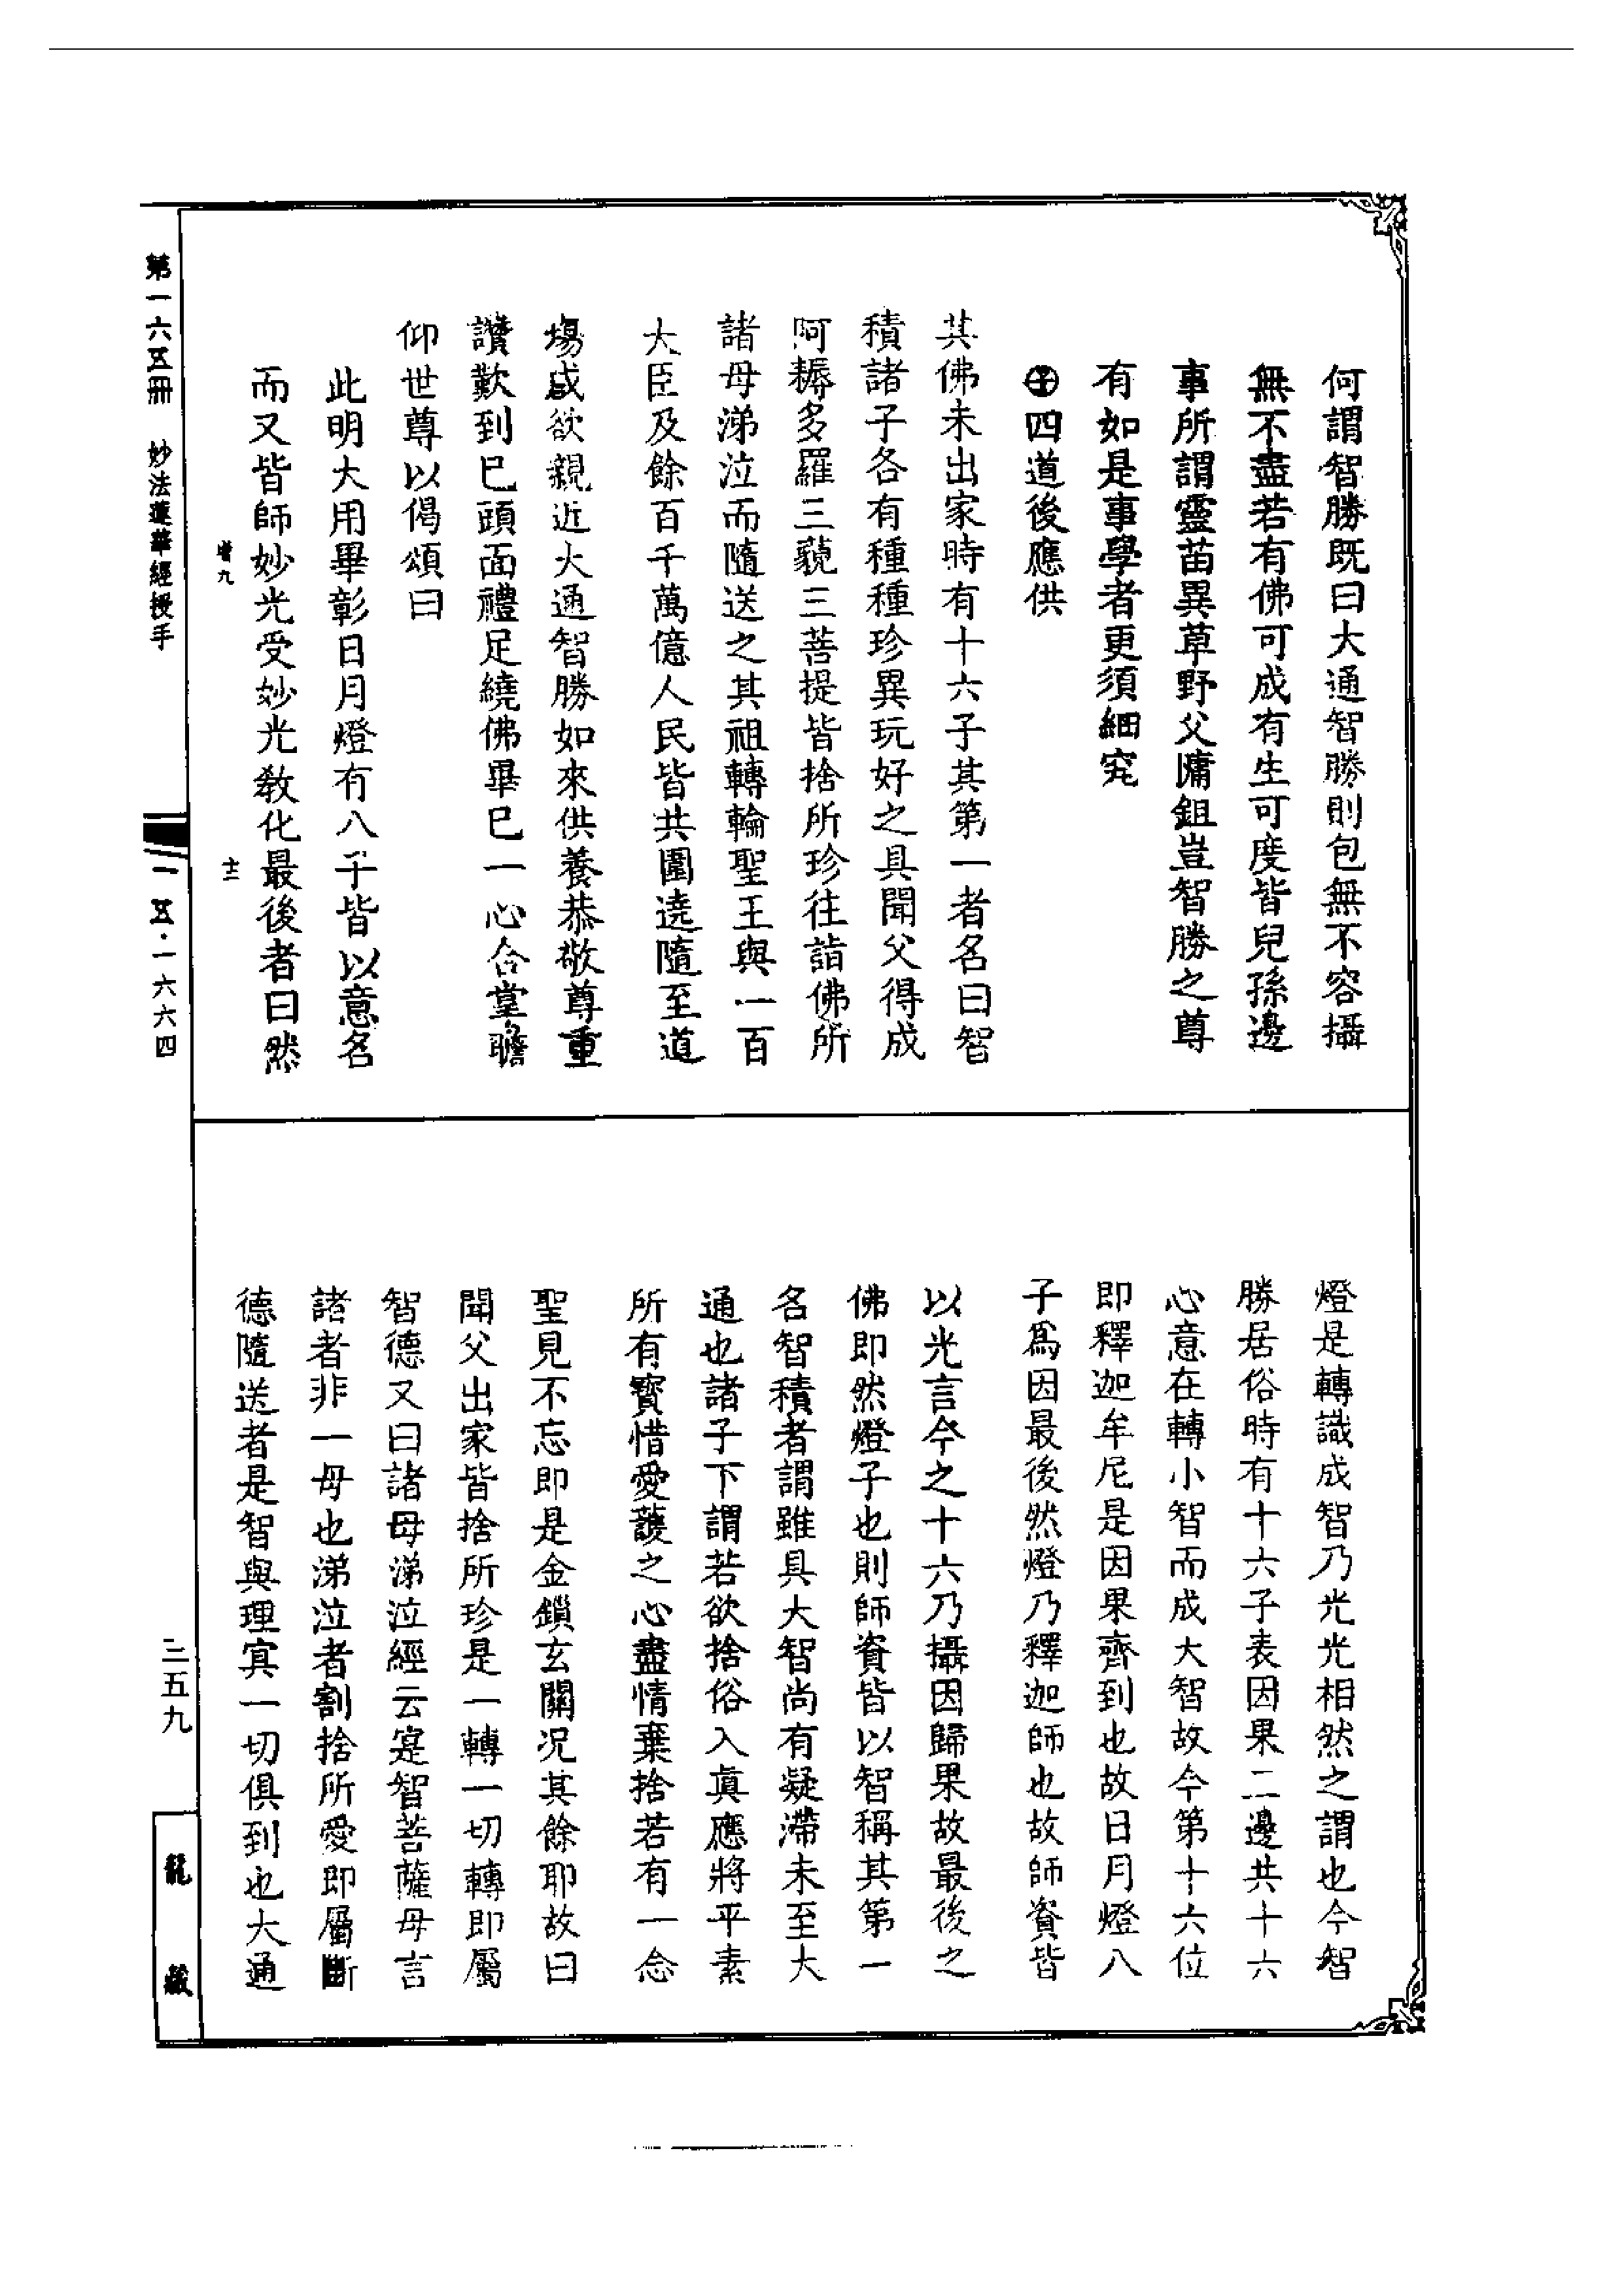 何謂智勝既曰大通智勝則包無不容攝
無不盡若有佛可成有生可度皆兒孫邊
事所謂靈苗異草野父慵鉏豈智勝之尊
有如是事學者更須細究
㊉四道後應供
其佛未出家時有十六子其第一者名曰智
積諸子各有種種珍異玩好之具聞父得成
阿耨多羅三藐三菩提皆捨所珍往詣佛所
諸母涕泣而隨送之其祖轉輪聖王與一百
大臣及餘百千萬億人民皆共圍遶隨至道
場咸欲親近大通智勝如來供養恭敬尊重
讚歎到已頭面禮足繞佛畢已一心合掌瞻
仰世尊以偈頌曰
此明大用畢彰日月燈有八子皆以意名
而又皆師妙光受妙光教化最後者曰然
燈是轉識成智乃光光相然之謂也今智
勝居俗時有十六子表因果二邊共十六
心意在轉小智而成大智故今第十六位
即釋迦牟尼是因果齊到也故日月燈八
子爲因最後然燈乃釋迦師也故師資皆
以光言今之十六乃攝因歸果故最後之
佛即然燈子也則師資皆以智稱其第一
名智積者謂雖具大智尚有凝滯未至大
通也諸子下謂若欲捨俗入眞應將平素
所有寶惜愛護之心盡情棄捨若有一念
聖見不忘即是金鎖玄關况其餘耶故曰
聞父出家皆捨所珍是一轉一切轉即屬
智德又曰諸母涕泣經云寔智菩薩母言
諸者非一母也涕泣者割捨所愛即屬斷
德隨送者是智與理寘一切俱到也大通
第一六五冊 妙法蓮華經授手
增九
十二
一五·一六六四
三五九
龍藏